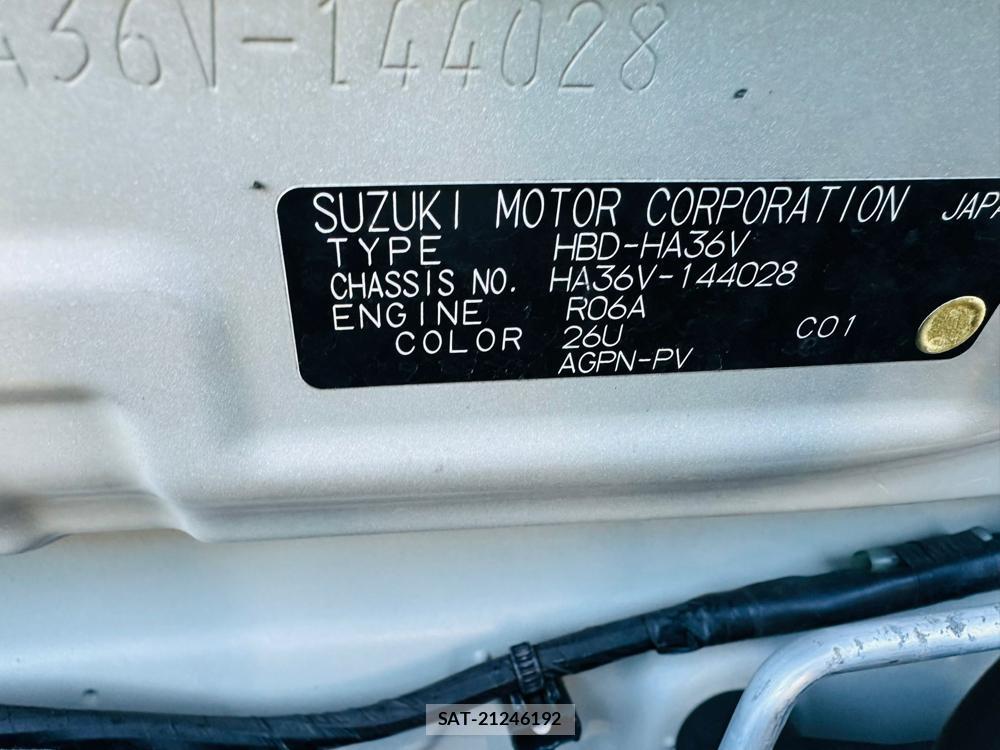 A36V-144028
SUZUKI MOTOR CORPORATION JAPA
TYPE HBD-HA36V
CHASSIS NO. HA36V-144028
ENGINE R06A
COLOR 26U C01
AGPN-PV
SAT-21246192